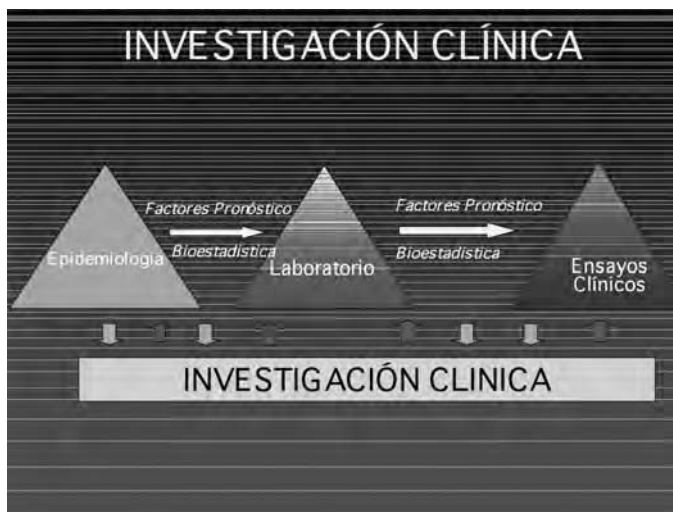 INVESTIGACIÓN CLÍNICA
Factores Pronóstico
Bioestadística
Epidemiología
Factores Pronóstico
Bioestadística
Laboratorio
Ensayos
Clínicos
INVESTIGACIÓN CLINICA